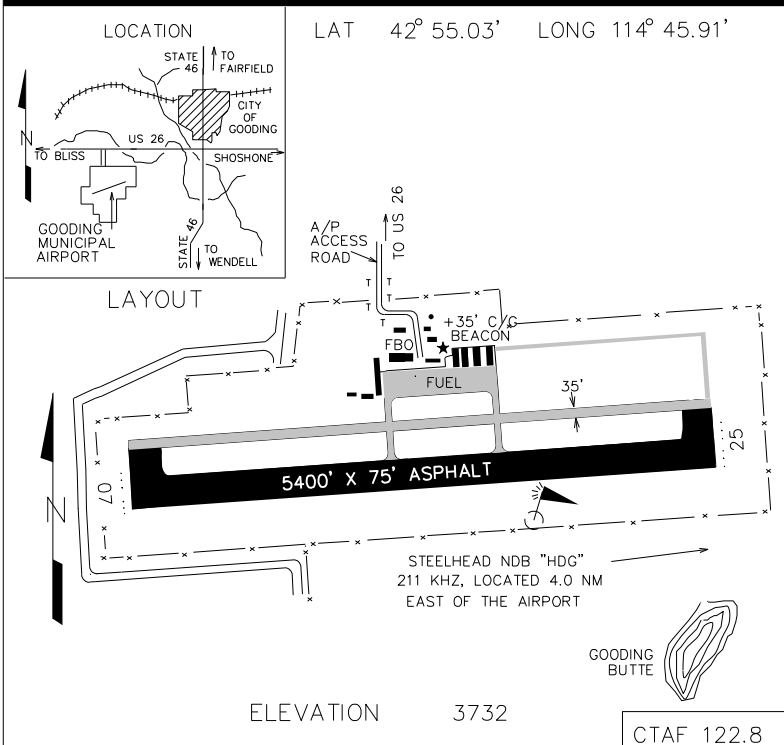 LOCATION
LAT 42° 55.03' LONG 114° 45.91'
STATE 46
TO FAIRFIELD
CITY OF GOODING
N
US 26
TO BLISS
SHOSHONE
GOODING
MUNICIPAL
AIRPORT
STATE 46
TO WENDELL
LAYOUT
A/P
ACCESS
ROAD
TO US 26
T T
T T
T
+35' C/G
BEACON
FBO
FUEL
35'
5400' X 75' ASPHALT
07
25
N
STEELHEAD NDB "HDG"
211 KHZ, LOCATED 4.0 NM
EAST OF THE AIRPORT
GOODING
BUTTE
ELEVATION 3732
CTAF 122.8